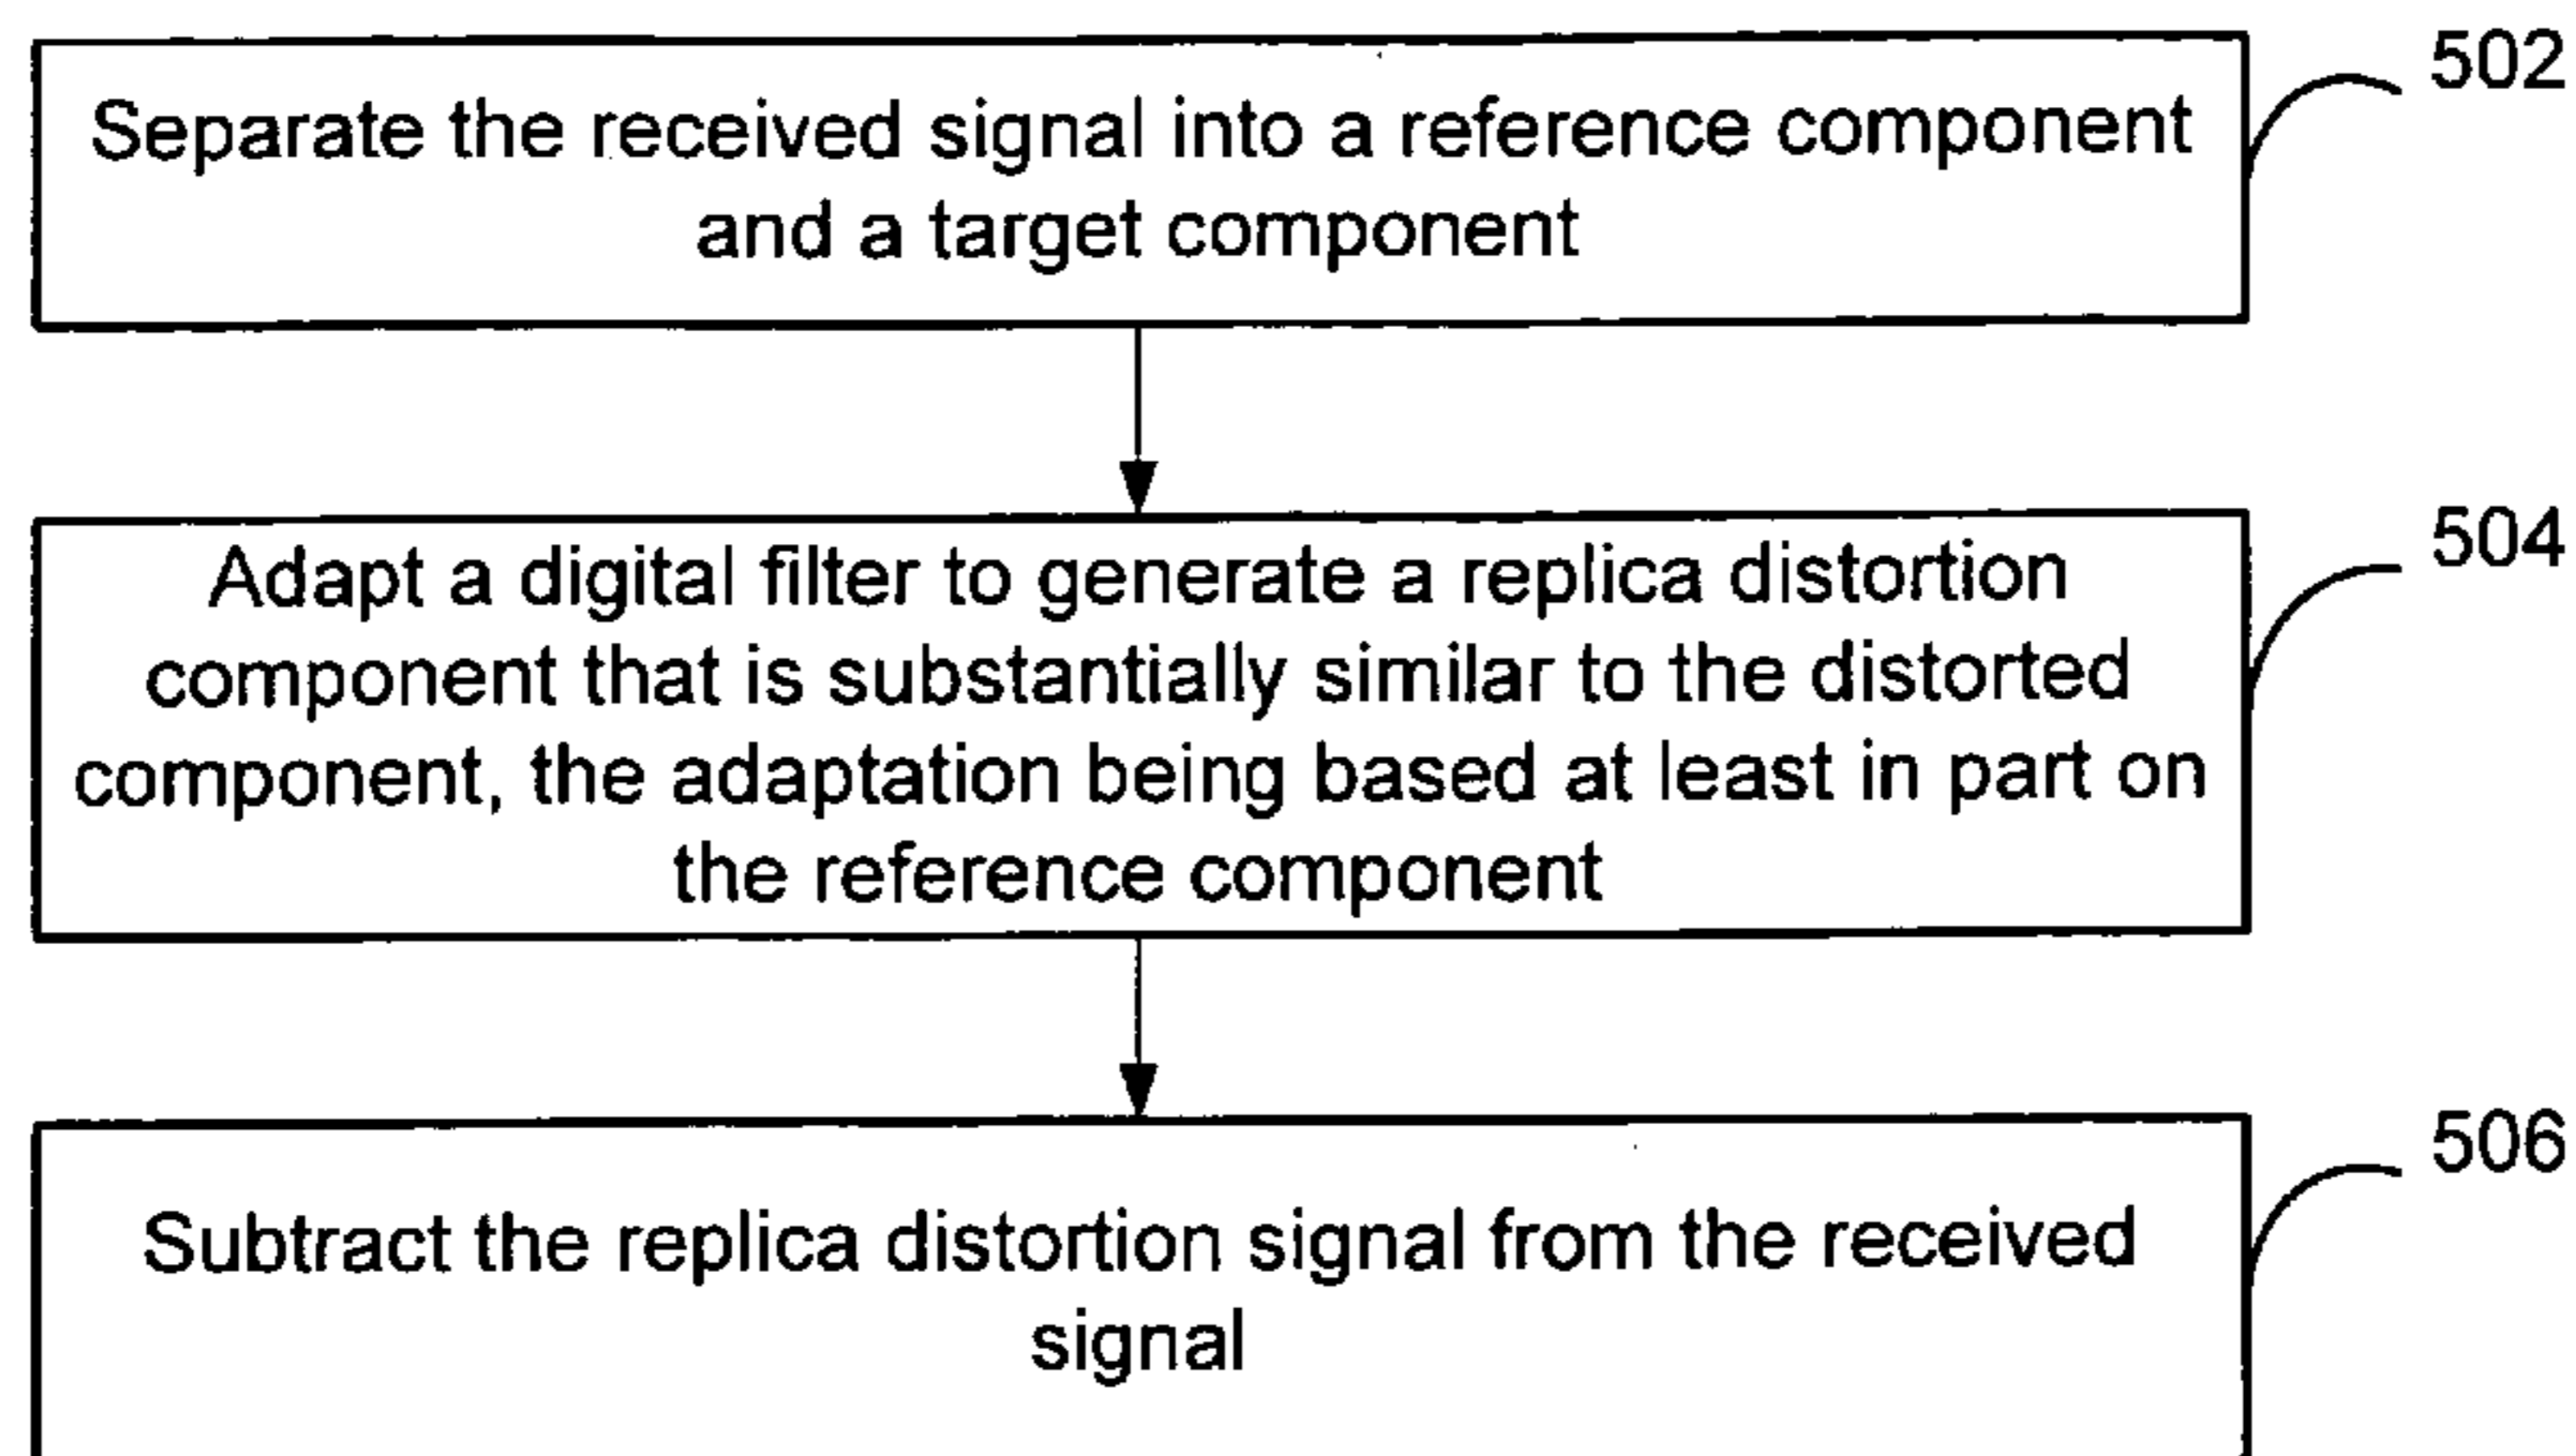 502
Separate the received signal into a reference component
and a target component
504
Adapt a digital filter to generate a replica distortion
component that is substantially similar to the distorted
component, the adaptation being based at least in part on
the reference component
506
Subtract the replica distortion signal from the received
signal